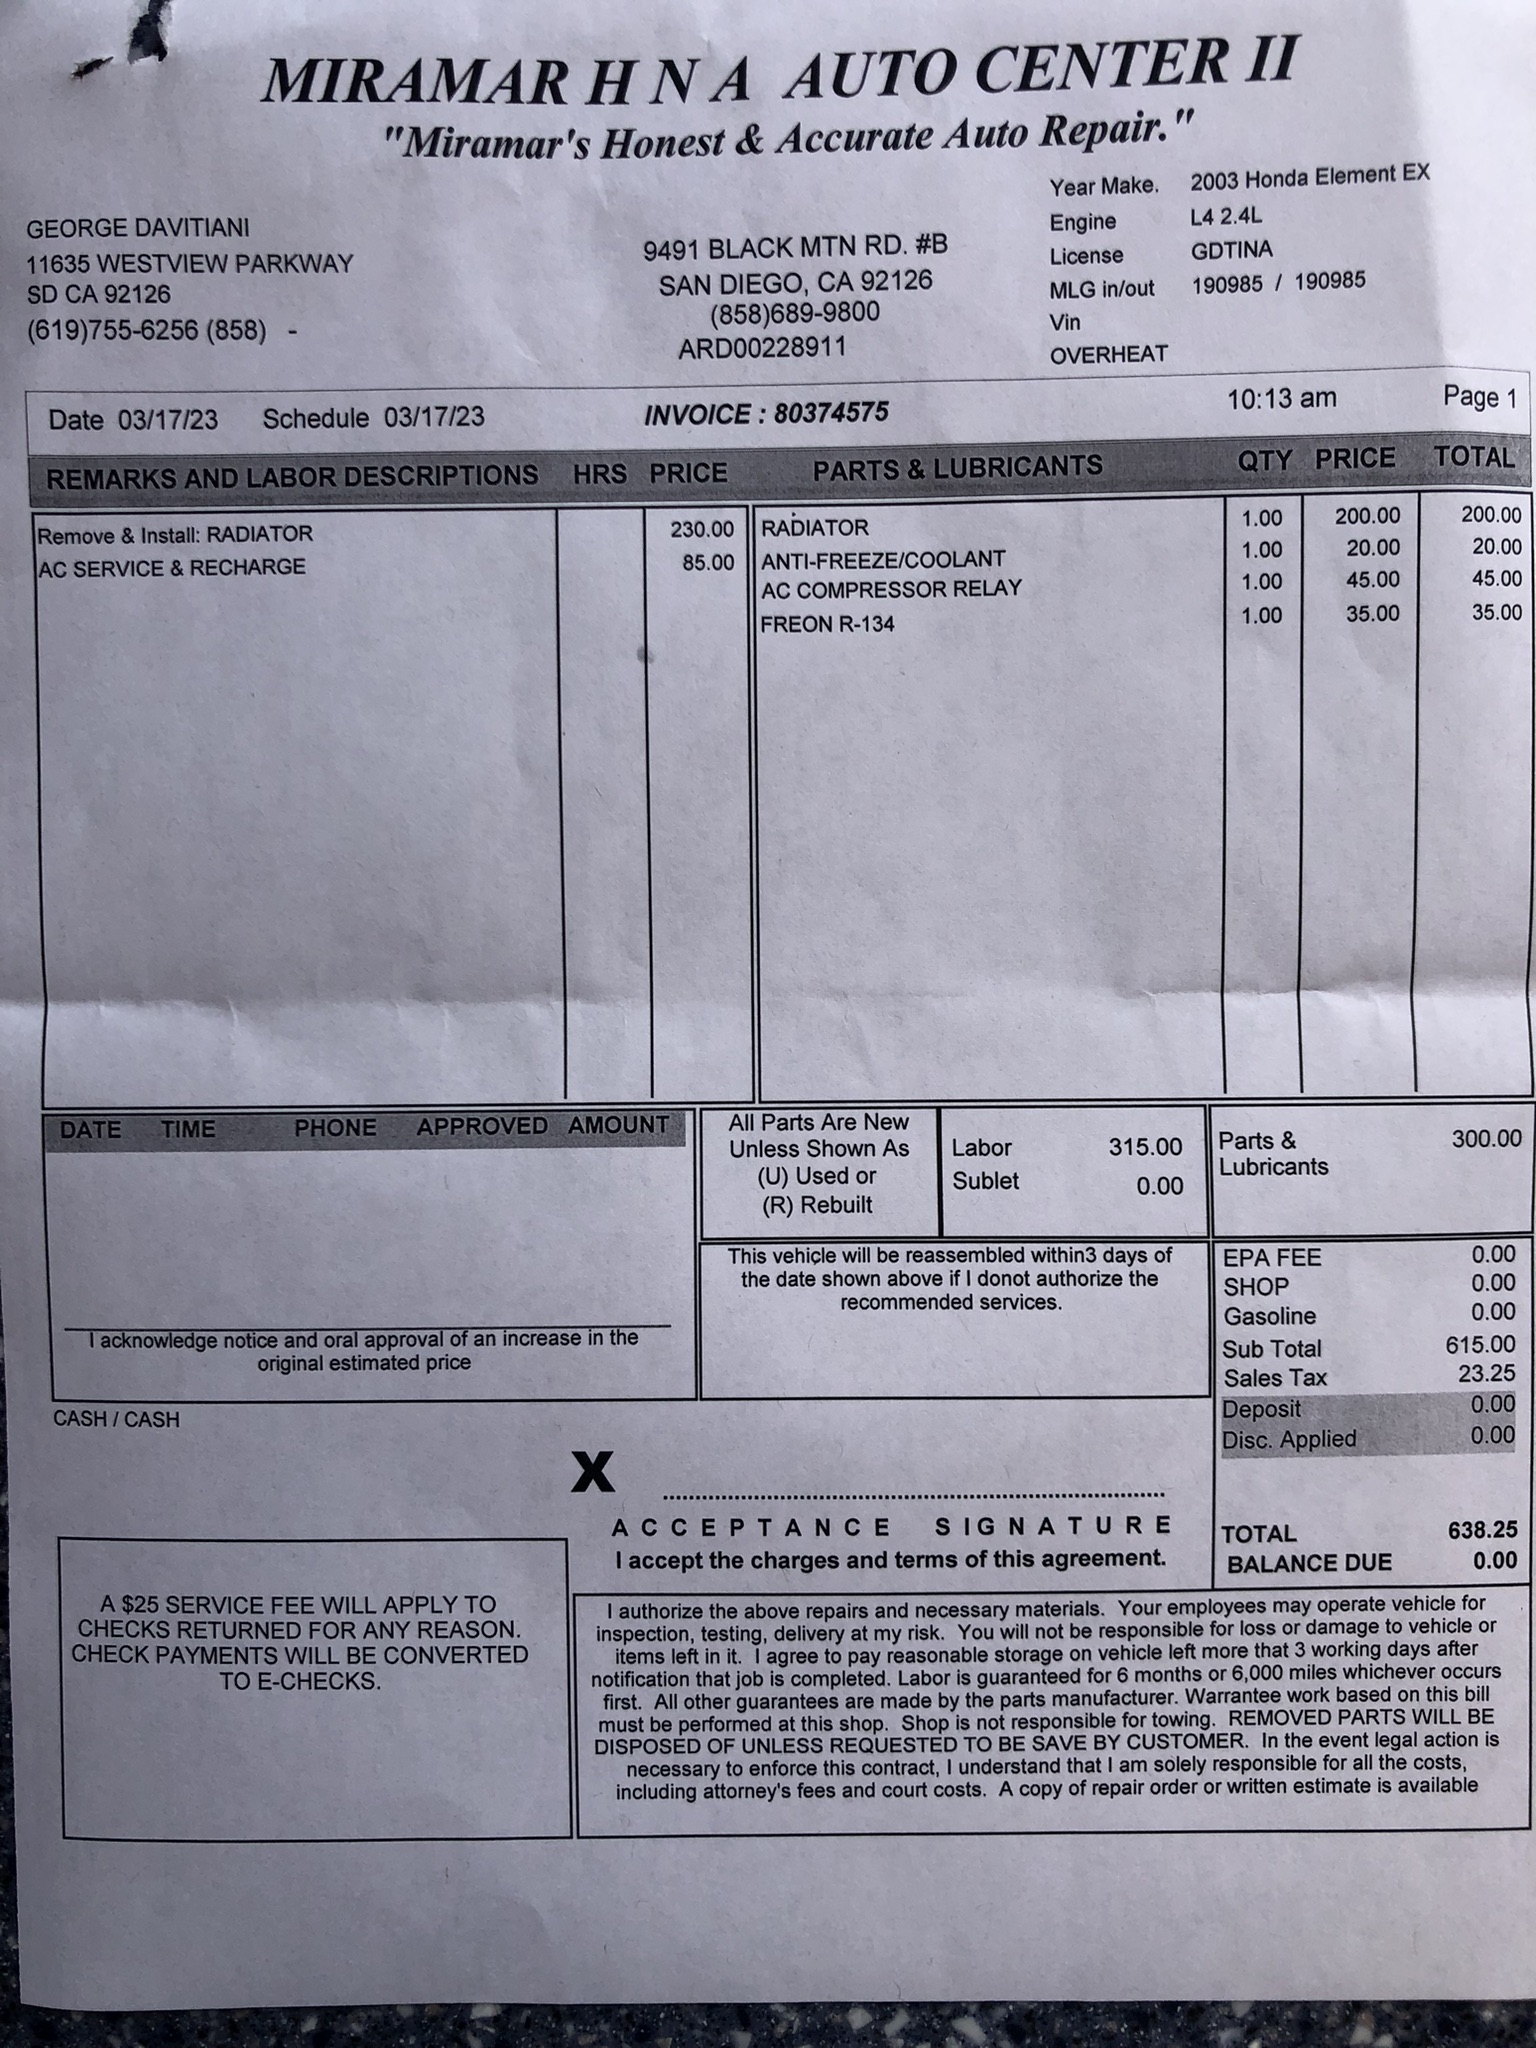 MIRAMAR H N A AUTO CENTER II
"Miramar's Honest & Accurate Auto Repair."
GEORGE DAVITIANI
11635 WESTVIEW PARKWAY
SD CA 92126
(619)755-6256 (858) -
9491 BLACK MTN RD. #B
SAN DIEGO, CA 92126
(858)689-9800
ARD00228911
Year Make. 2003 Honda Element EX
Engine L4 2.4L
License GDTINA
MLG in/out 190985 / 190985
Vin
OVERHEAT
Date 03/17/23 Schedule 03/17/23 INVOICE : 80374575 10:13 am Page 1
REMARKS AND LABOR DESCRIPTIONS HRS PRICE PARTS & LUBRICANTS QTY PRICE TOTAL
Remove & Install: RADIATOR 230.00 RADIATOR 1.00 200.00 200.00
AC SERVICE & RECHARGE 85.00 ANTI-FREEZE/COOLANT 1.00 20.00 20.00
AC COMPRESSOR RELAY 1.00 45.00 45.00
FREON R-134 1.00 35.00 35.00
DATE TIME PHONE APPROVED AMOUNT
I acknowledge notice and oral approval of an increase in the
original estimated price
All Parts Are New
Unless Shown As
(U) Used or
(R) Rebuilt
Labor 315.00
Sublet 0.00
Parts & 300.00
Lubricants
This vehicle will be reassembled within3 days of
the date shown above if I donot authorize the
recommended services.
EPA FEE 0.00
SHOP 0.00
Gasoline 0.00
Sub Total 615.00
Sales Tax 23.25
Deposit 0.00
Disc. Applied 0.00
TOTAL 638.25
BALANCE DUE 0.00
CASH / CASH
X
ACCEPTANCE SIGNATURE
I accept the charges and terms of this agreement.
A $25 SERVICE FEE WILL APPLY TO
CHECKS RETURNED FOR ANY REASON.
CHECK PAYMENTS WILL BE CONVERTED
TO E-CHECKS.
I authorize the above repairs and necessary materials. Your employees may operate vehicle for
inspection, testing, delivery at my risk. You will not be responsible for loss or damage to vehicle or
items left in it. I agree to pay reasonable storage on vehicle left more that 3 working days after
notification that job is completed. Labor is guaranteed for 6 months or 6,000 miles whichever occurs
first. All other guarantees are made by the parts manufacturer. Warrantee work based on this bill
must be performed at this shop. Shop is not responsible for towing. REMOVED PARTS WILL BE
DISPOSED OF UNLESS REQUESTED TO BE SAVE BY CUSTOMER. In the event legal action is
necessary to enforce this contract, I understand that I am solely responsible for all the costs,
including attorney's fees and court costs. A copy of repair order or written estimate is available